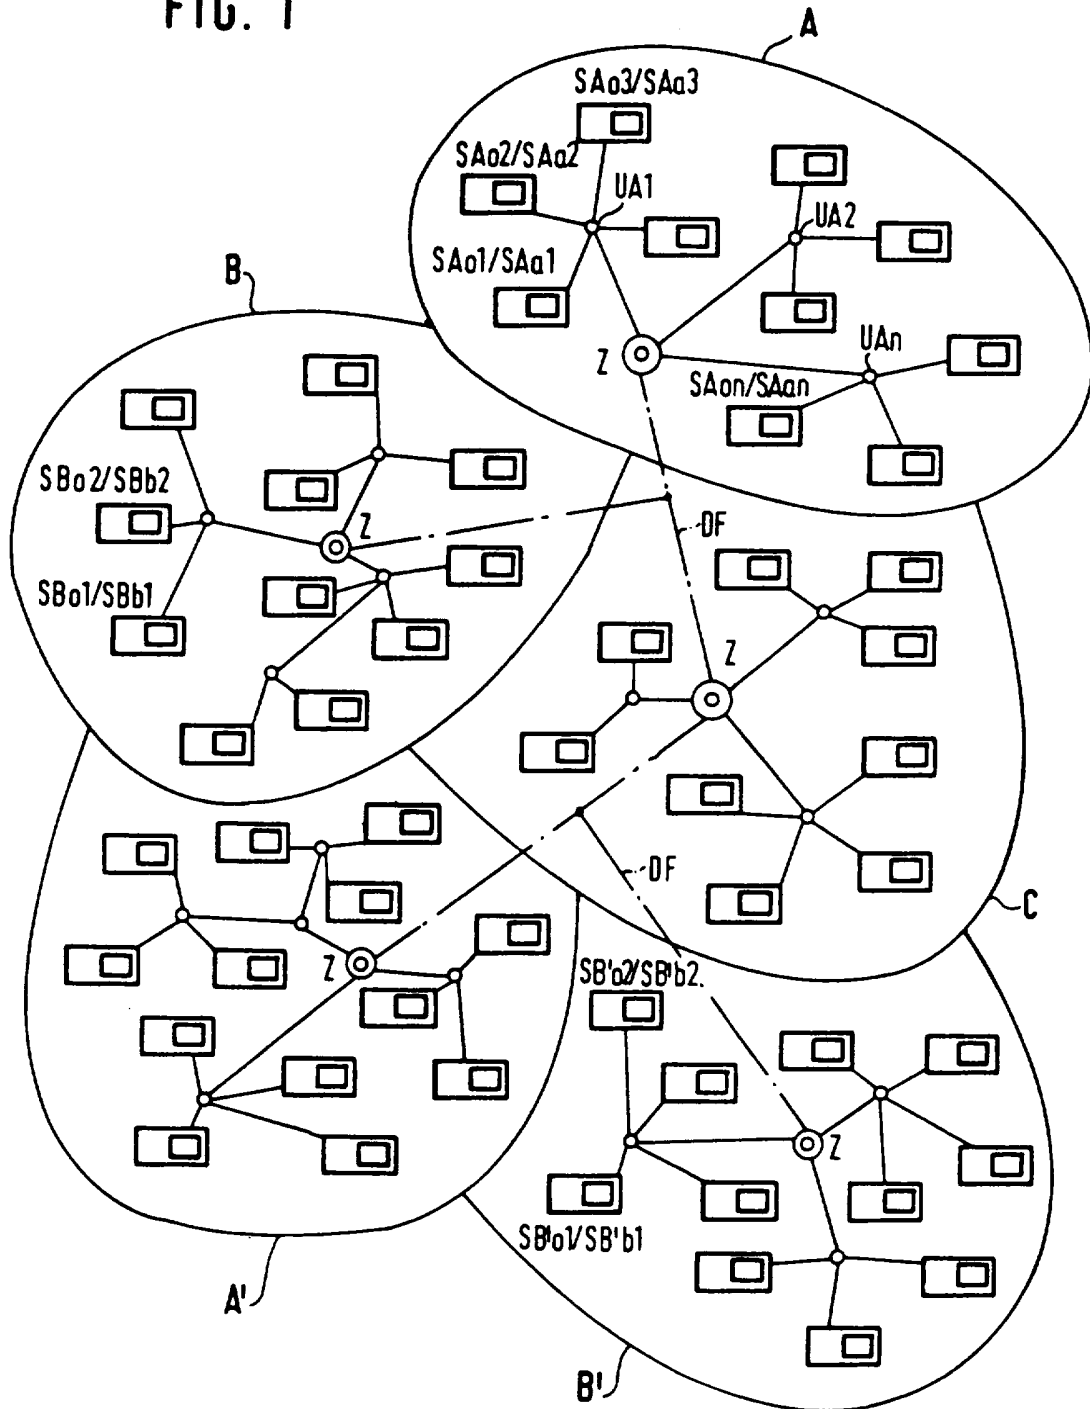 FIG. 1
A
SAo3/SAa3
SAo2/SAa2
UA1
UA2
SAo1/SAa1
B
Z
UAn
SAon/SAan
SBo2/SBb2
Z
DF
SBo1/SBb1
Z
DF
C
Z
SB'o2/SB'b2
Z
SB'o1/SB'b1
A'
B'